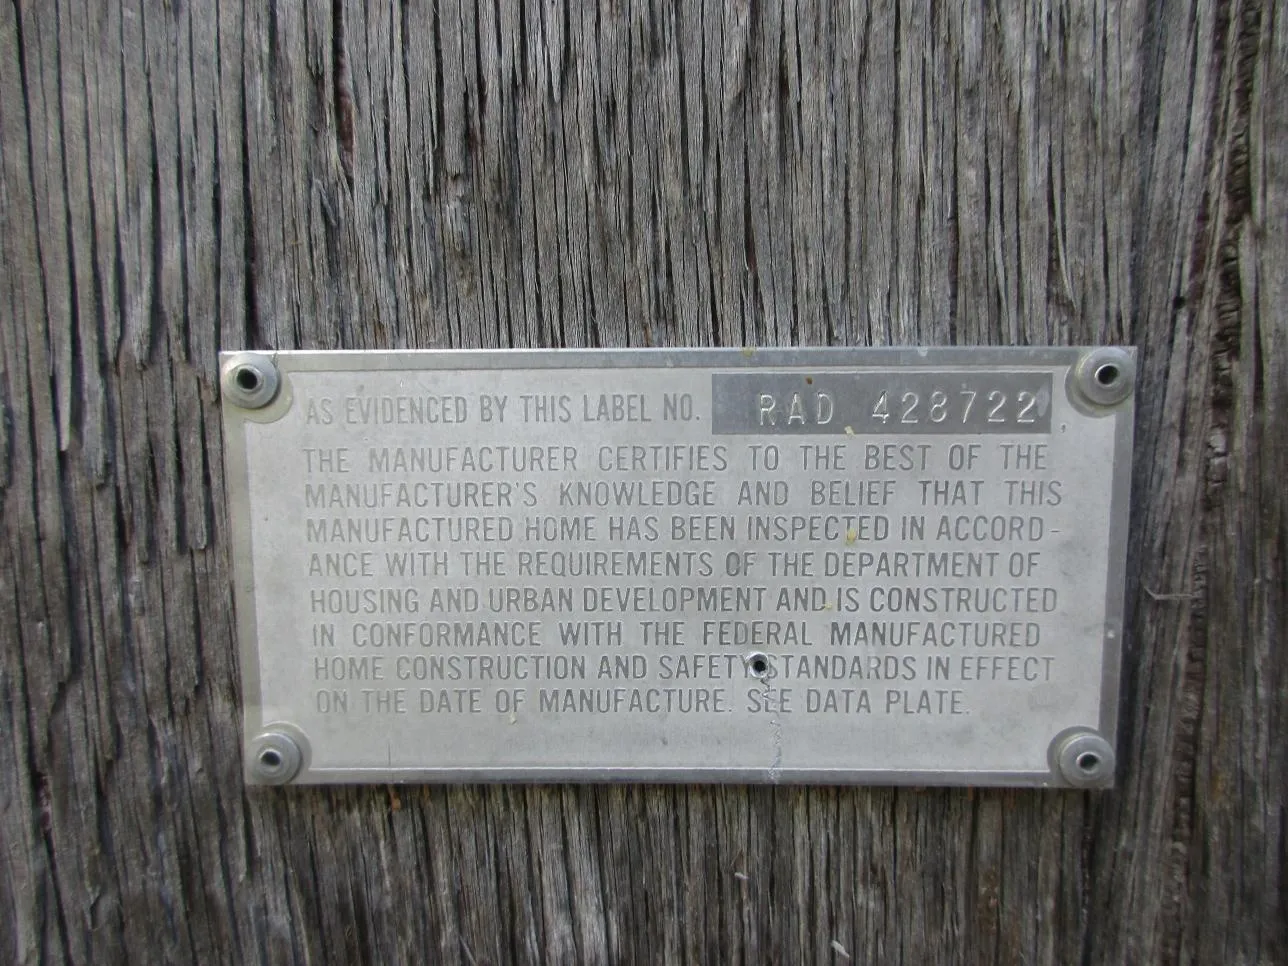 AS EVIDENCED BY THIS LABEL NO. RAD 428722
THE MANUFACTURER CERTIFIES TO THE BEST OF THE
MANUFACTURER'S KNOWLEDGE AND BELIEF THAT THIS
MANUFACTURED HOME HAS BEEN INSPECTED IN ACCORD-
ANCE WITH THE REQUIREMENTS OF THE DEPARTMENT OF
HOUSING AND URBAN DEVELOPMENT AND IS CONSTRUCTED
IN CONFORMANCE WITH THE FEDERAL MANUFACTURED
HOME CONSTRUCTION AND SAFETY STANDARDS IN EFFECT
ON THE DATE OF MANUFACTURE. SEE DATA PLATE.